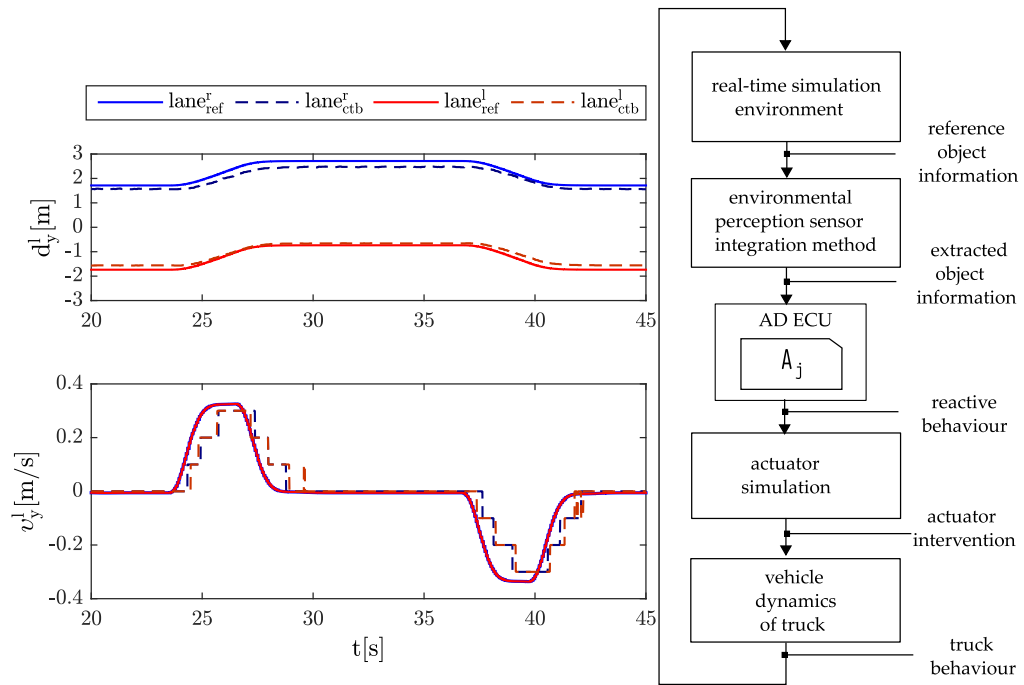 lane^r_ref lane^r_ctb lane^l_ref lane^l_ctb
3
2
1
0
-1
-2
-3
d^l_y[m]
20 25 30 35 40 45
0.4
0.2
0
-0.2
-0.4
v^l_y[m/s]
20 25 30 35 40 45
t[s]
real-time simulation
environment
reference
object
information
environmental
perception sensor
integration method
extracted
object
information
AD ECU
A_j
reactive
behaviour
actuator
simulation
actuator
intervention
vehicle
dynamics
of truck
truck
behaviour